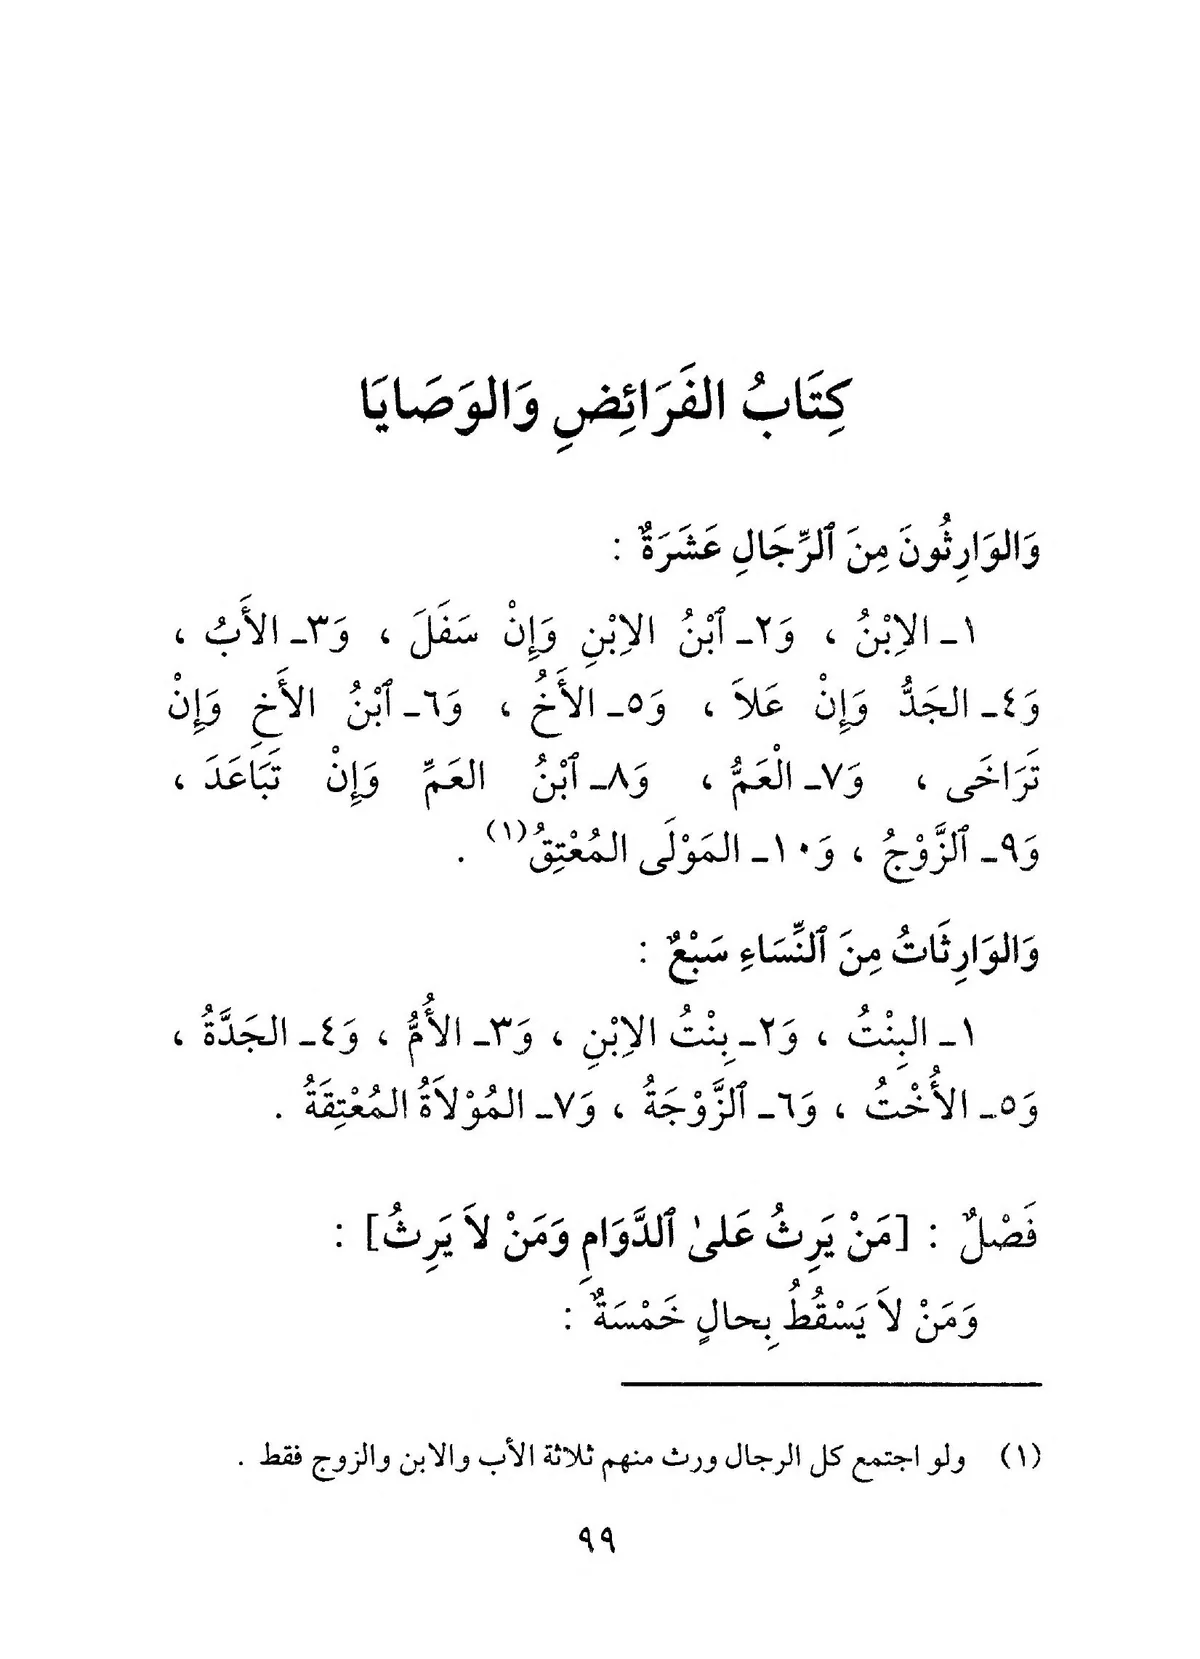 كِتَابُ الفَرَائِضِ وَالوَصَايَا
وَالوَارِثُونَ مِنَ ٱلرِّجَالِ عَشَرَةٌ :
١ـ الاِبْنُ ، وَ٢ـ ٱبْنُ الاِبْنِ وَإِنْ سَفَلَ ، وَ٣ـ الأَبُ ،
وَ٤ـ الجَدُّ وَإِنْ عَلاَ ، وَ٥ـ الأَخُ ، وَ٦ـ ٱبْنُ الأَخِ وَإِنْ
تَرَاخَى ، وَ٧ـ الْعَمُّ ، وَ٨ـ ٱبْنُ العَمِّ وَإِنْ تَبَاعَدَ ،
وَ٩ـ ٱلزَّوْجُ ، وَ١٠ـ المَوْلَى المُعْتِقُ(١) .
وَالوَارِثَاتُ مِنَ ٱلنِّسَاءِ سَبْعٌ :
١ـ البِنْتُ ، وَ٢ـ بِنْتُ الاِبْنِ ، وَ٣ـ الأُمُّ ، وَ٤ـ الجَدَّةُ ،
وَ٥ـ الأُخْتُ ، وَ٦ـ ٱلزَّوْجَةُ ، وَ٧ـ المُوْلاَةُ المُعْتِقَةُ .
فَصْلٌ : [مَنْ يَرِثُ عَلىٰ ٱلدَّوَامِ وَمَنْ لاَ يَرِثُ] :
وَمَنْ لاَ يَسْقُطُ بِحالٍ خَمْسَةٌ :
(١) ولو اجتمع كل الرجال ورث منهم ثلاثة الأب والابن والزوج فقط .
٩٩